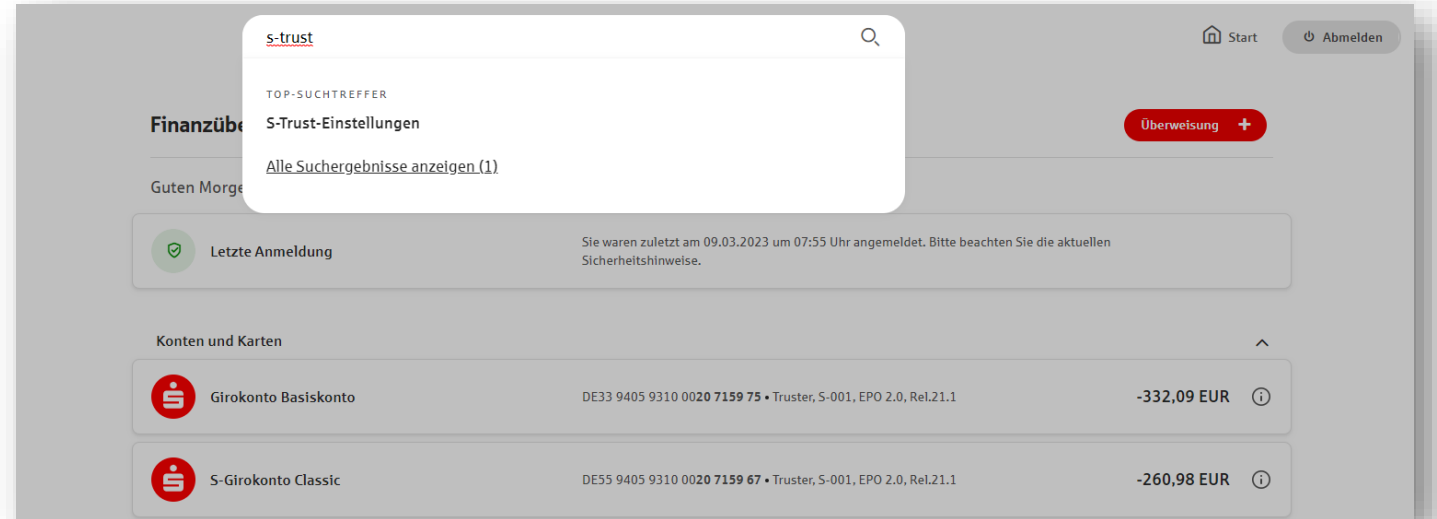 s-trust
Start
Abmelden
TOP-SUCHTREFFER
S-Trust-Einstellungen
Alle Suchergebnisse anzeigen (1)
Finanzübe
Überweisung +
Guten Morge
Letzte Anmeldung
Sie waren zuletzt am 09.03.2023 um 07:55 Uhr angemeldet. Bitte beachten Sie die aktuellen
Sicherheitshinweise.
Konten und Karten
Girokonto Basiskonto
DE33 9405 9310 0020 7159 75 • Truster, S-001, EPO 2.0, Rel.21.1
-332,09 EUR
S-Girokonto Classic
DE55 9405 9310 0020 7159 67 • Truster, S-001, EPO 2.0, Rel.21.1
-260,98 EUR